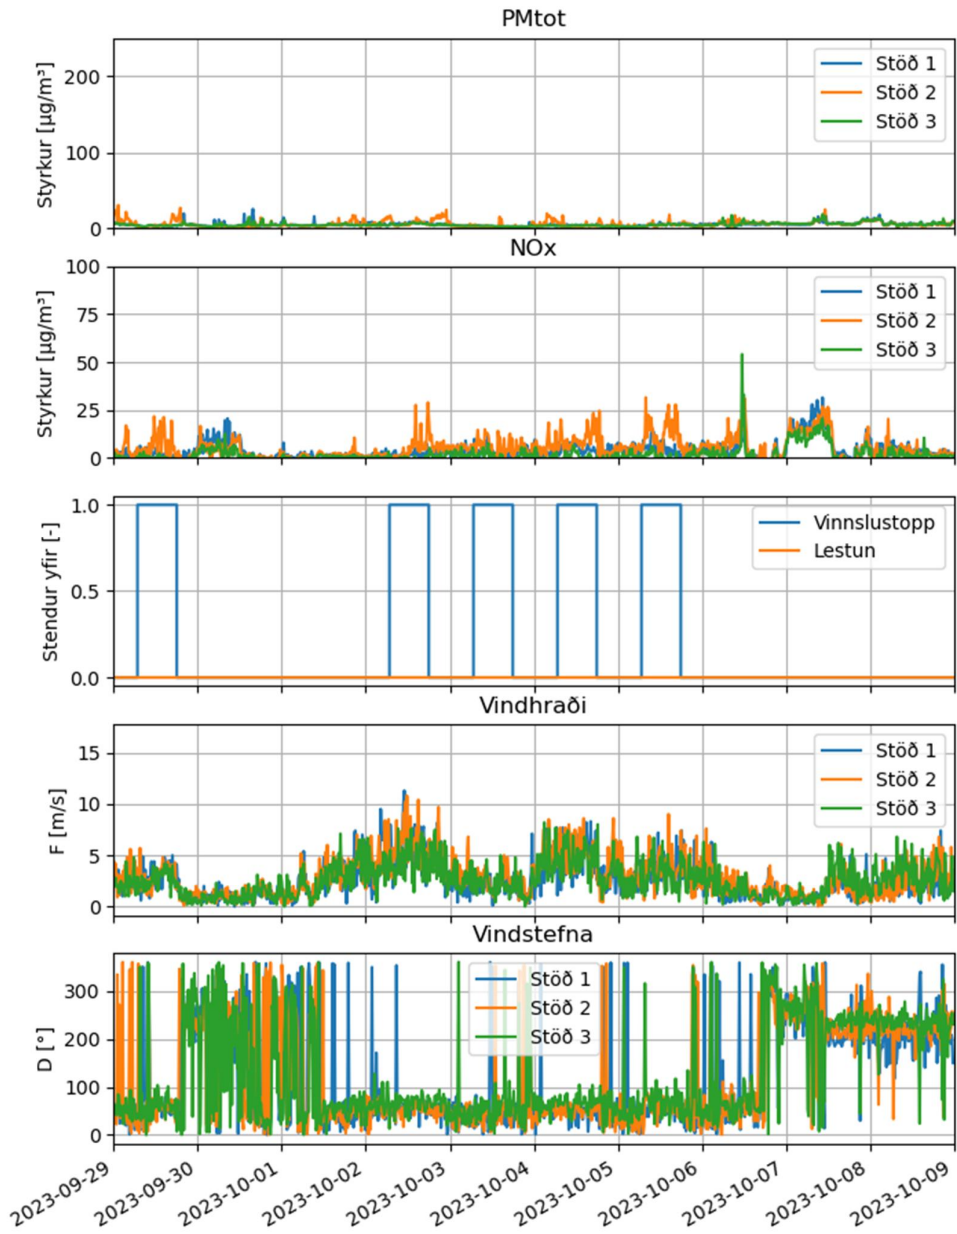 PMtot
Styrkur [µg/m³]
200
100
0
Stöð 1
Stöð 2
Stöð 3
NOx
Styrkur [µg/m³]
100
75
50
25
0
Stöð 1
Stöð 2
Stöð 3
Stendur yfir [-]
1.0
0.5
0.0
Vinnslustopp
Lestun
Vindhraði
F [m/s]
15
10
5
0
Stöð 1
Stöð 2
Stöð 3
Vindstefna
D [°]
300
200
100
0
Stöð 1
Stöð 2
Stöð 3
2023-09-29
2023-09-30
2023-10-01
2023-10-02
2023-10-03
2023-10-04
2023-10-05
2023-10-06
2023-10-07
2023-10-08
2023-10-09